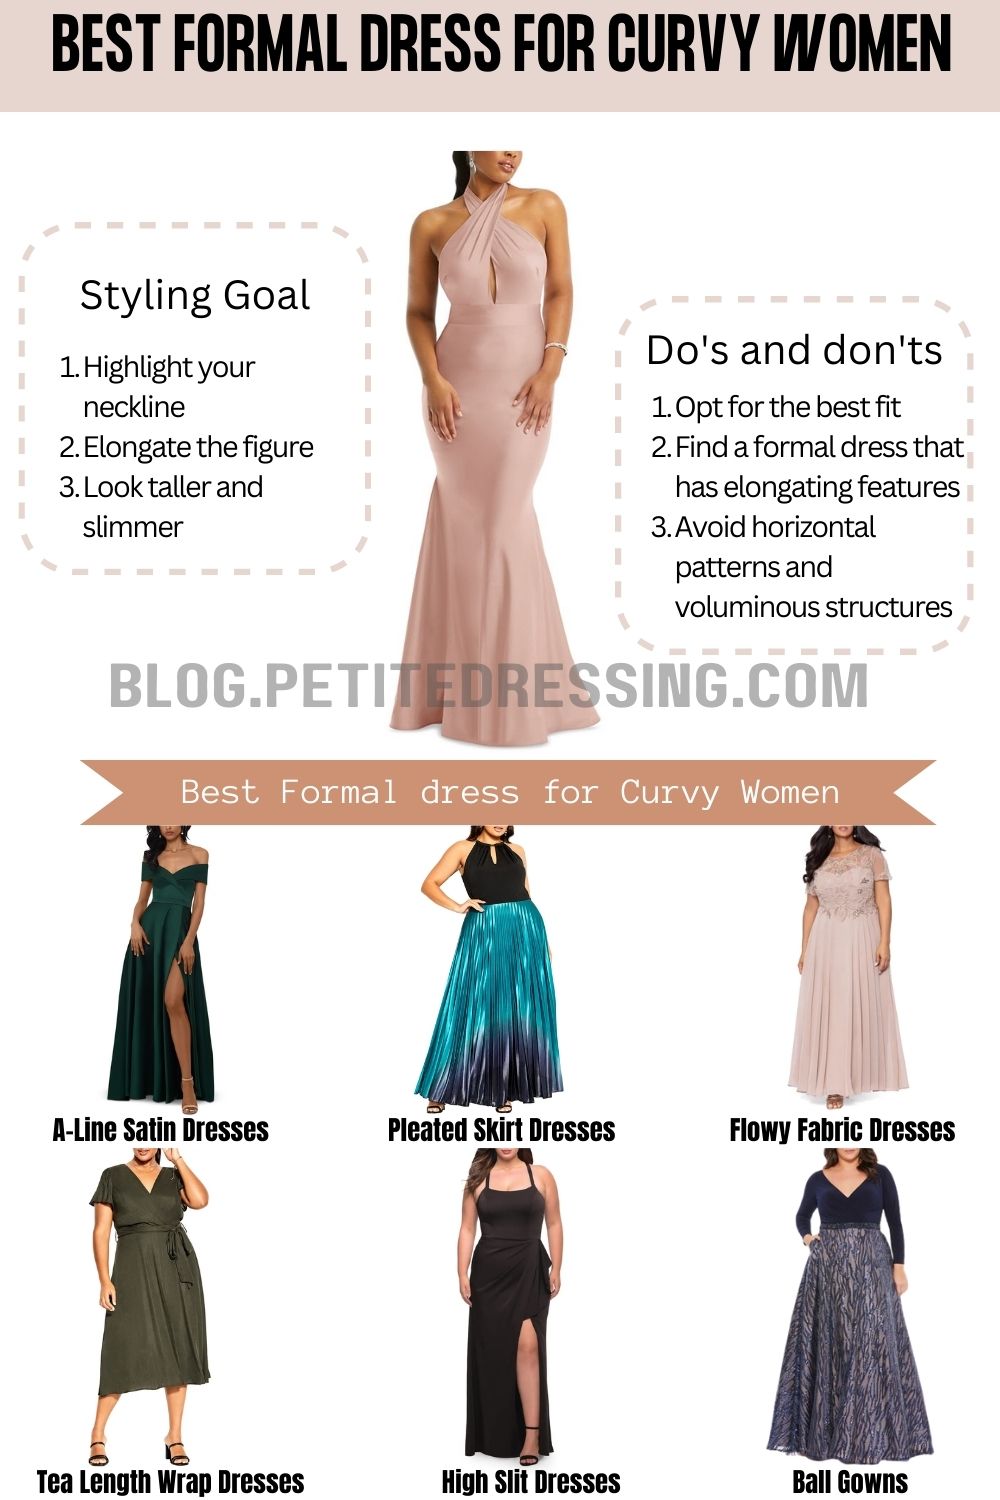 BEST FORMAL DRESS FOR CURVY WOMEN
Styling Goal
1. Highlight your
neckline
2. Elongate the figure
3. Look taller and
slimmer
Do's and don'ts
1. Opt for the best fit
2. Find a formal dress that
has elongating features
3. Avoid horizontal
patterns and
voluminous structures
BLOG.PETITEDRESSING.COM
Best Formal dress for Curvy Women
A-Line Satin Dresses
Pleated Skirt Dresses
Flowy Fabric Dresses
Tea Length Wrap Dresses
High Slit Dresses
Ball Gowns